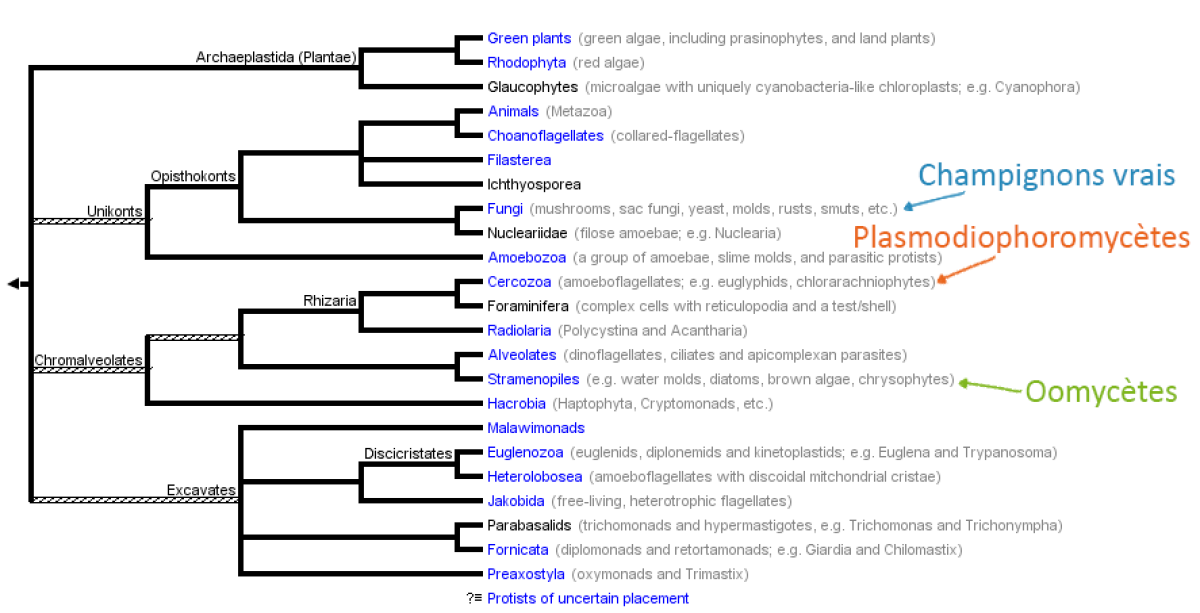 Green plants (green algae, including prasinophytes, and land plants)
Archaeplastida (Plantae)
Rhodophyta (red algae)
Glaucophytes (microalgae with uniquely cyanobacteria-like chloroplasts; e.g. Cyanophora)
Animals (Metazoa)
Choanoflagellates (collared-flagellates)
Filasterea
Opisthokonts
Ichthyosporea
Champignons vrais
Unikonts
Fungi (mushrooms, sac fungi, yeast, molds, rusts, smuts, etc.)
Nucleariidae (filose amoebae; e.g. Nuclearia)
Plasmodiophoromycètes
Amoebozoa (a group of amoebae, slime molds, and parasitic protists)
Cercozoa (amoeboflagellates; e.g. euglyphids, chlorarachniophytes)
Rhizaria
Foraminifera (complex cells with reticulopodia and a test/shell)
Radiolaria (Polycystina and Acantharia)
Chromalveolates
Alveolates (dinoflagellates, ciliates and apicomplexan parasites)
Stramenopiles (e.g. water molds, diatoms, brown algae, chrysophytes)
Oomycètes
Hacrobia (Haptophyta, Cryptomonads, etc.)
Malawimonads
Discicristates
Euglenozoa (euglenids, diplonemids and kinetoplastids; e.g. Euglena and Trypanosoma)
Heterolobosea (amoeboflagellates with discoidal mitchondrial cristae)
Excavates
Jakobida (free-living, heterotrophic flagellates)
Parabasalids (trichomonads and hypermastigotes, e.g. Trichomonas and Trichonympha)
Fornicata (diplomonads and retortamonads; e.g. Giardia and Chilomastix)
Preaxostyla (oxymonads and Trimastix)
?≡ Protists of uncertain placement